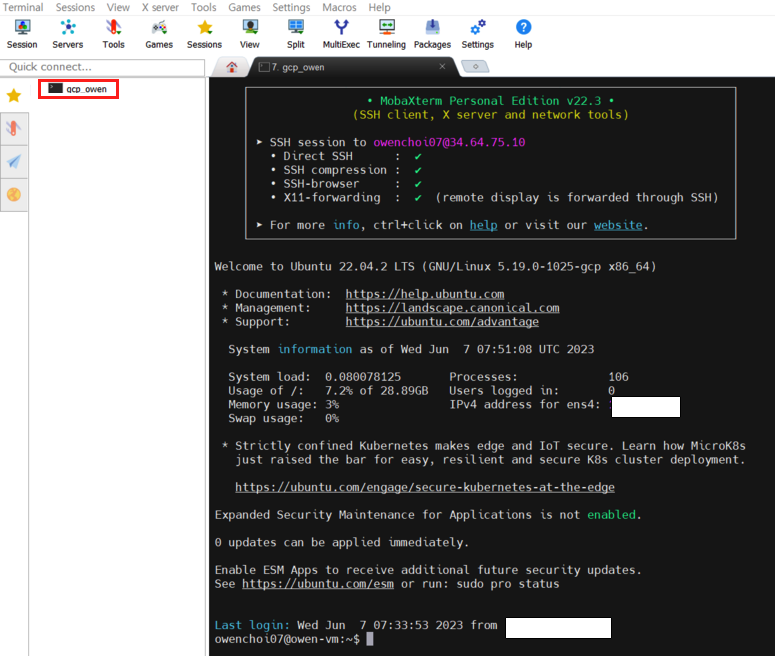 Terminal Sessions View X server Tools Games Settings Macros Help
Session Servers Tools Games Sessions View Split MultiExec Tunneling Packages Settings Help
Quick connect...
7. gcp_owen
gcp_owen
• MobaXterm Personal Edition v22.3 •
(SSH client, X server and network tools)
➤ SSH session to owenchoi07@34.64.75.10
• Direct SSH : ✔
• SSH compression : ✔
• SSH-browser : ✔
• X11-forwarding : ✔ (remote display is forwarded through SSH)
➤ For more info, ctrl+click on help or visit our website.
Welcome to Ubuntu 22.04.2 LTS (GNU/Linux 5.19.0-1025-gcp x86_64)
* Documentation: https://help.ubuntu.com
* Management: https://landscape.canonical.com
* Support: https://ubuntu.com/advantage
System information as of Wed Jun 7 07:51:08 UTC 2023
System load: 0.080078125 Processes: 106
Usage of /: 7.2% of 28.89GB Users logged in: 0
Memory usage: 3% IPv4 address for ens4:
Swap usage: 0%
* Strictly confined Kubernetes makes edge and IoT secure. Learn how MicroK8s
just raised the bar for easy, resilient and secure K8s cluster deployment.
https://ubuntu.com/engage/secure-kubernetes-at-the-edge
Expanded Security Maintenance for Applications is not enabled.
0 updates can be applied immediately.
Enable ESM Apps to receive additional future security updates.
See https://ubuntu.com/esm or run: sudo pro status
Last login: Wed Jun 7 07:33:53 2023 from
owenchoi07@owen-vm:~$